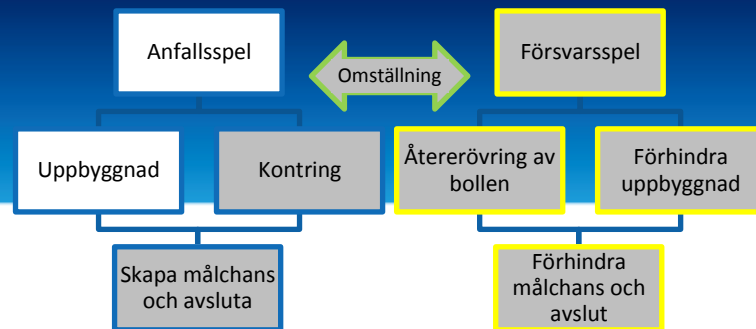 Anfallsspel
Omställning
Försvarsspel
Uppbyggnad
Kontring
Återerövring av
bollen
Förhindra
uppbyggnad
Skapa målchans
och avsluta
Förhindra
målchans och
avslut